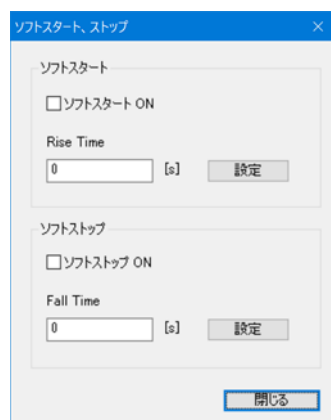 ソフトスタート、ストップ
ソフトスタート
ソフトスタート ON
Rise Time
0 [s] 設定
ソフトストップ
ソフトストップ ON
Fall Time
0 [s] 設定
閉じる